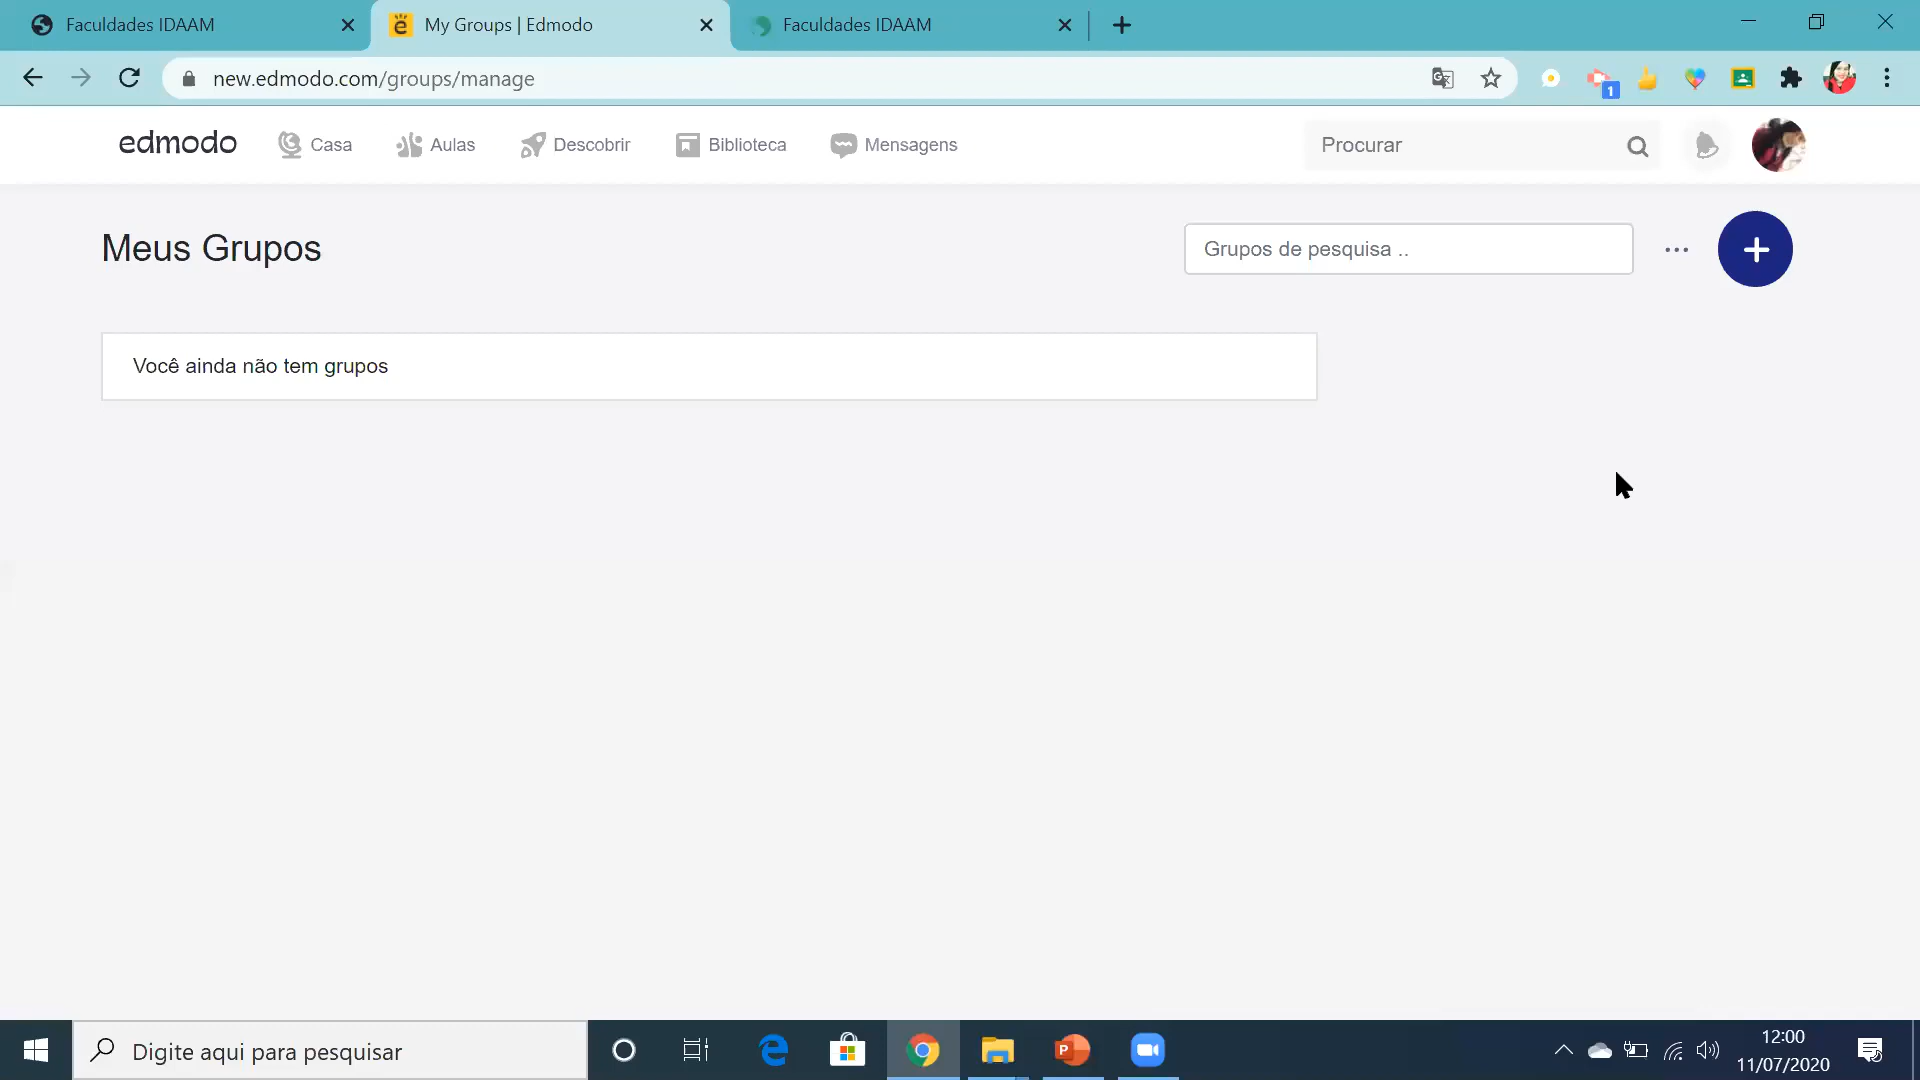 Faculdades IDAAM
My Groups | Edmodo
Faculdades IDAAM
new.edmodo.com/groups/manage
1
edmodo
Casa
Aulas
Descobrir
Biblioteca
Mensagens
Procurar
Meus Grupos
Grupos de pesquisa ..
Você ainda não tem grupos
Digite aqui para pesquisar
12:00
11/07/2020